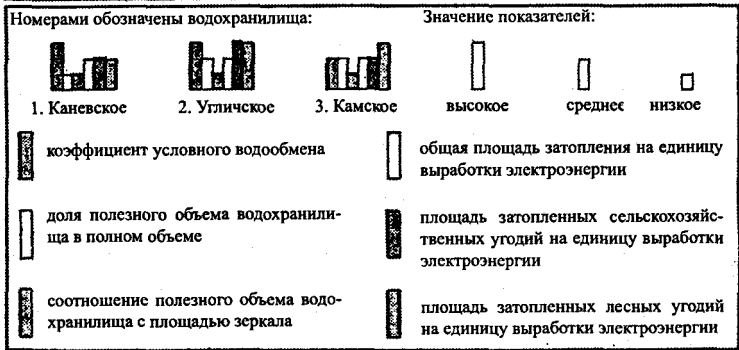 Номерами обозначены водохранилища:
Значение показателей:
1. Каневское
2. Угличское
3. Камское
высокое
среднее
низкое
коэффициент условного водообмена
доля полезного объема водохранили-
ща в полном объеме
соотношение полезного объема водо-
хранилища с площадью зеркала
общая площадь затопления на единицу
выработки электроэнергии
площадь затопленных сельскохозяйс-
твенных угодий на единицу выработки
электроэнергии
площадь затопленных лесных угодий
на единицу выработки электроэнергии